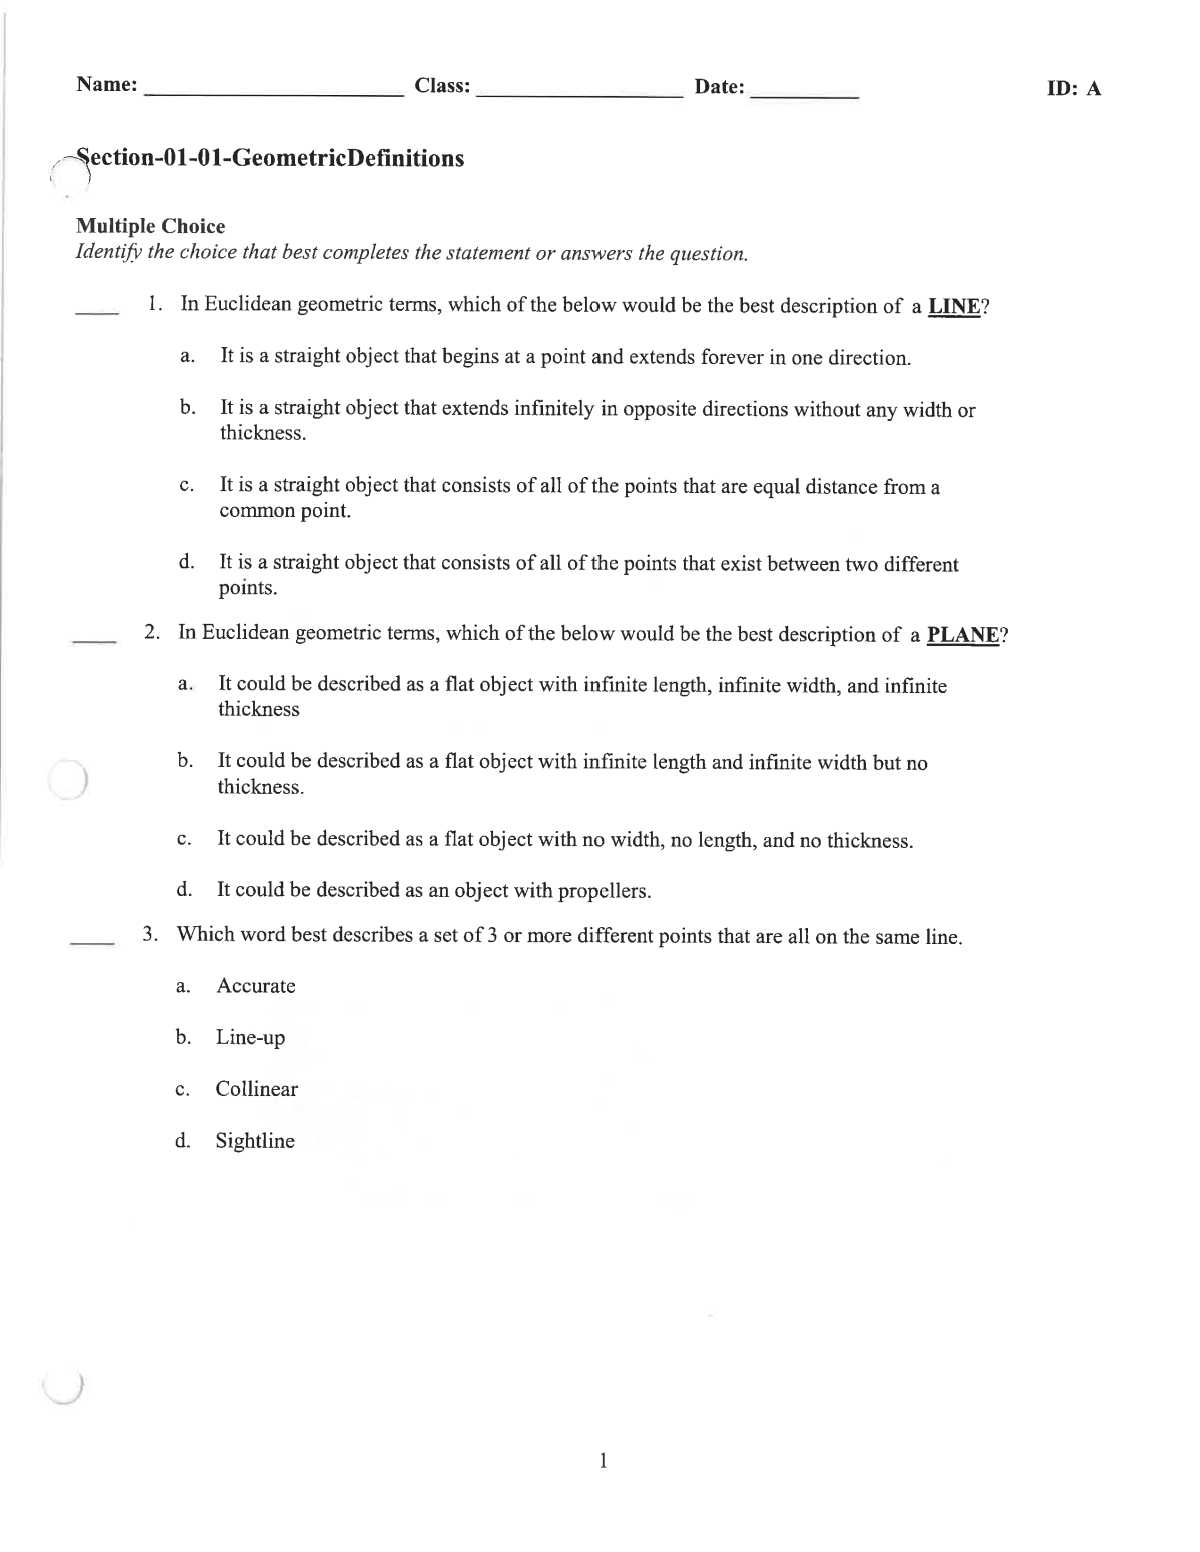 Name: ______________________ Class: __________________ Date: __________ ID: A
Section-01-01-GeometricDefinitions
Multiple Choice
Identify the choice that best completes the statement or answers the question.
____ 1. In Euclidean geometric terms, which of the below would be the best description of a LINE?
a. It is a straight object that begins at a point and extends forever in one direction.
b. It is a straight object that extends infinitely in opposite directions without any width or
thickness.
c. It is a straight object that consists of all of the points that are equal distance from a
common point.
d. It is a straight object that consists of all of the points that exist between two different
points.
____ 2. In Euclidean geometric terms, which of the below would be the best description of a PLANE?
a. It could be described as a flat object with infinite length, infinite width, and infinite
thickness
b. It could be described as a flat object with infinite length and infinite width but no
thickness.
c. It could be described as a flat object with no width, no length, and no thickness.
d. It could be described as an object with propellers.
____ 3. Which word best describes a set of 3 or more different points that are all on the same line.
a. Accurate
b. Line-up
c. Collinear
d. Sightline
1